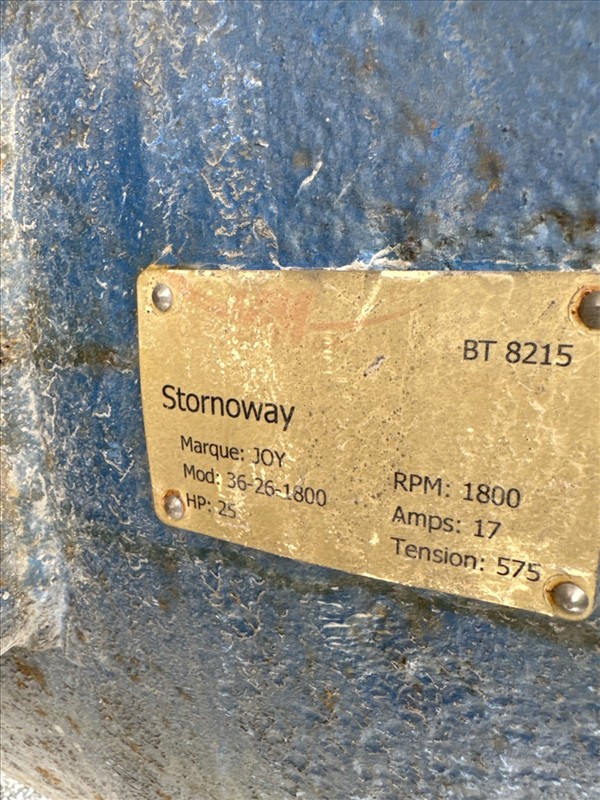 BT 8215
Stornoway
Marque: JOY
Mod: 36-26-1800
HP: 25
RPM: 1800
Amps: 17
Tension: 575